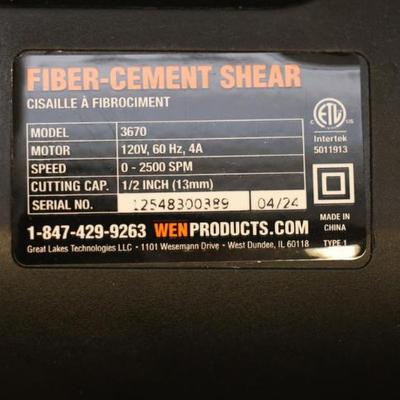 FIBER-CEMENT SHEAR
CISAILLE À FIBROCIMENT
MODEL 3670
MOTOR 120V, 60 Hz, 4A
SPEED 0 - 2500 SPM
CUTTING CAP. 1/2 INCH (13mm)
SERIAL NO. 12548300389 04/24
ETL
C US
Intertek
5011913
MADE IN
CHINA
TYPE 1
1-847-429-9263 WENPRODUCTS.COM
Great Lakes Technologies LLC · 1101 Wesemann Drive · West Dundee, IL 60118